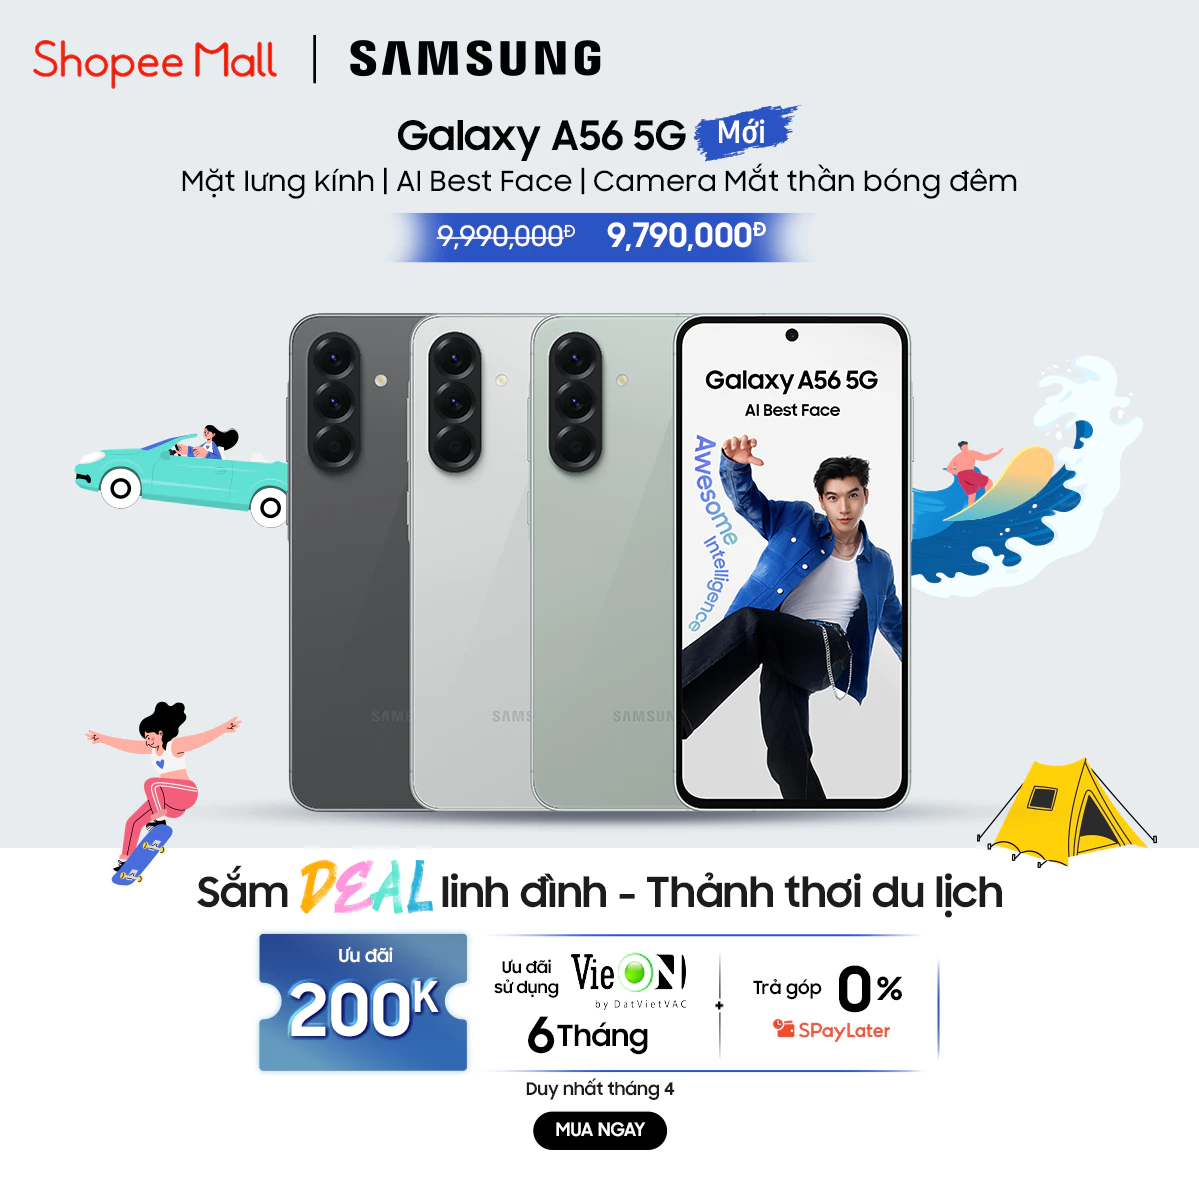 Shopee Mall | SAMSUNG
Galaxy A56 5G Mới
Mặt lưng kính | AI Best Face | Camera Mắt thần bóng đêm
9,990,000Đ 9,790,000Đ
Galaxy A56 5G
AI Best Face
Awesome
Intelligence
SAMS
SAMS
SAMSUN
Sắm DEAL linh đình - Thảnh thơi du lịch
Ưu đãi
200K
Ưu đãi
sử dụng
VieON
by DatVietVAC
6 Tháng
+
Trả góp 0%
SPayLater
Duy nhất tháng 4
MUA NGAY